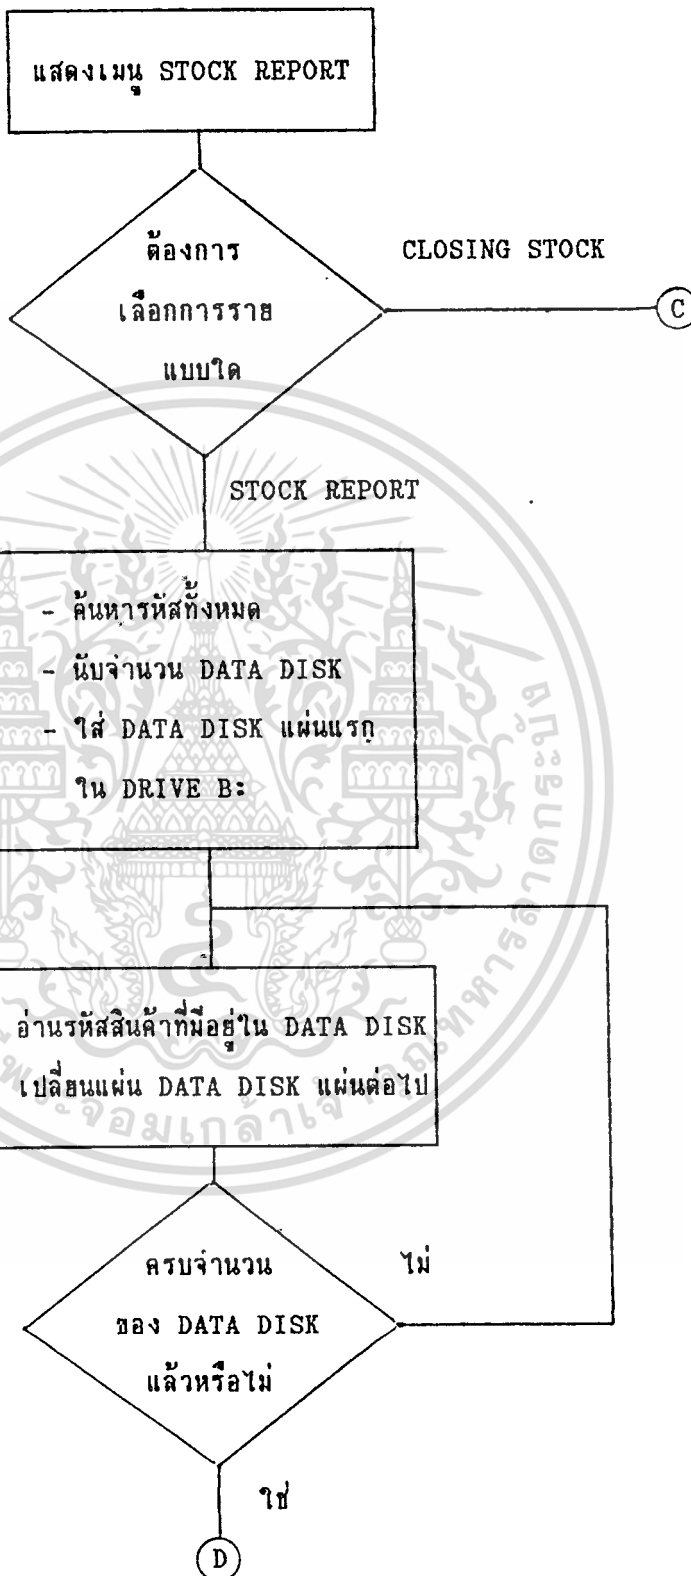 แสดงเมนู STOCK REPORT
ต้องการ
CLOSING STOCK
เลือกการราย
C
แบบใด
STOCK REPORT
- ค้นหารหัสทั้งหมด
- นับจำนวน DATA DISK
- ใส่ DATA DISK แผ่นแรก
ใน DRIVE B:
อ่านรหัสสินค้าที่มีอยู่ใน DATA DISK
เปลี่ยนแผ่น DATA DISK แผ่นต่อไป
ครบจำนวน
ไม่
ของ DATA DISK
แล้วหรือไม่
ใช่
D